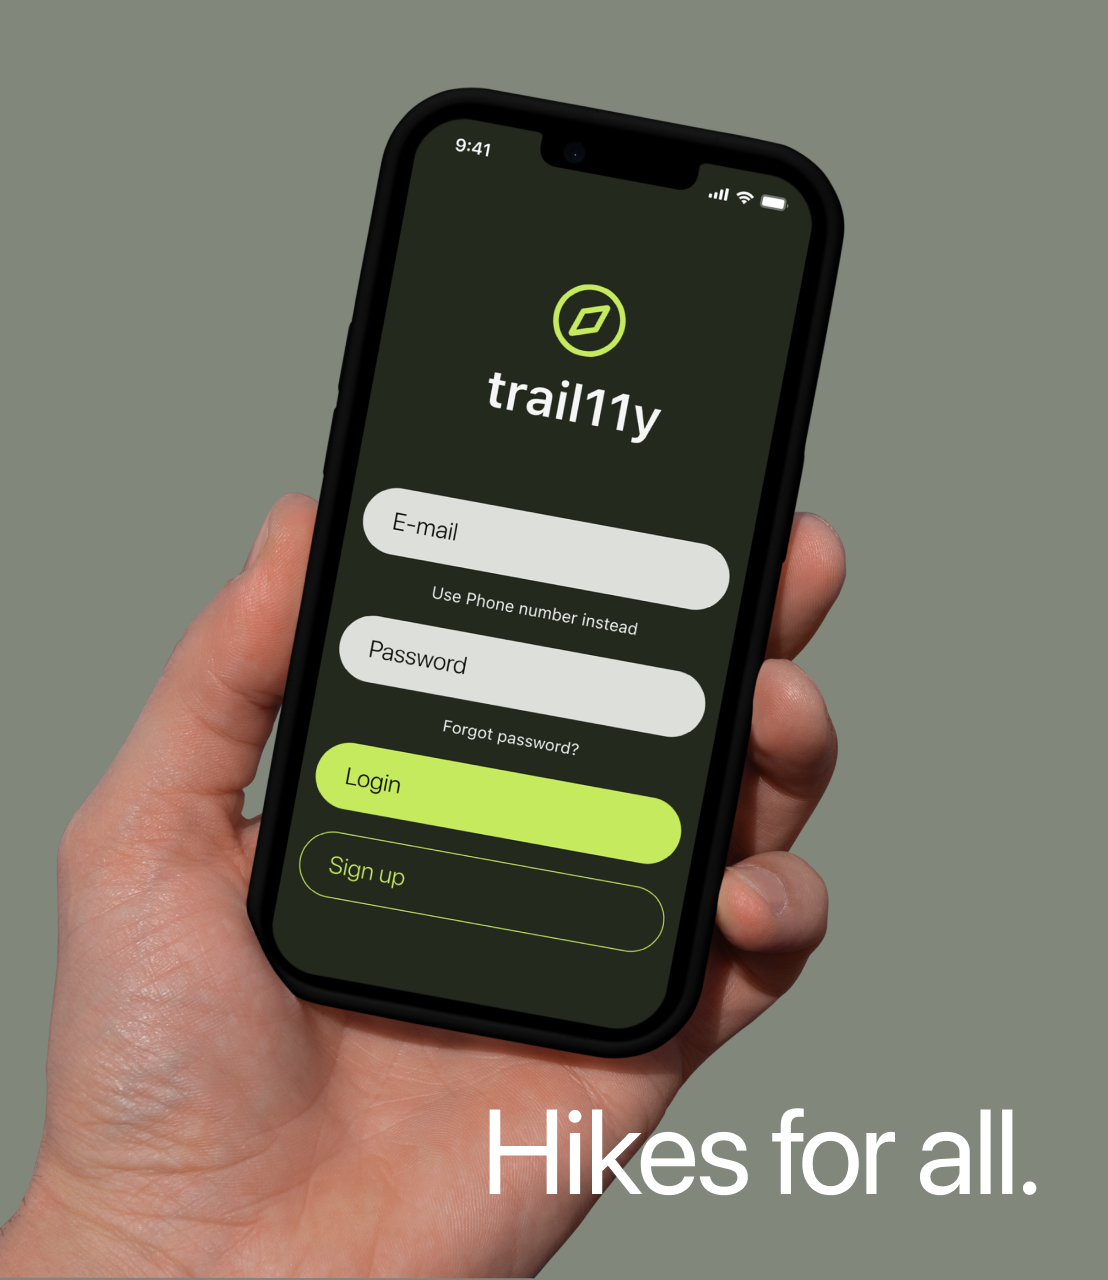 9:41
trail11y
E-mail
Use Phone number instead
Password
Forgot password?
Login
Sign up
Hikes for all.